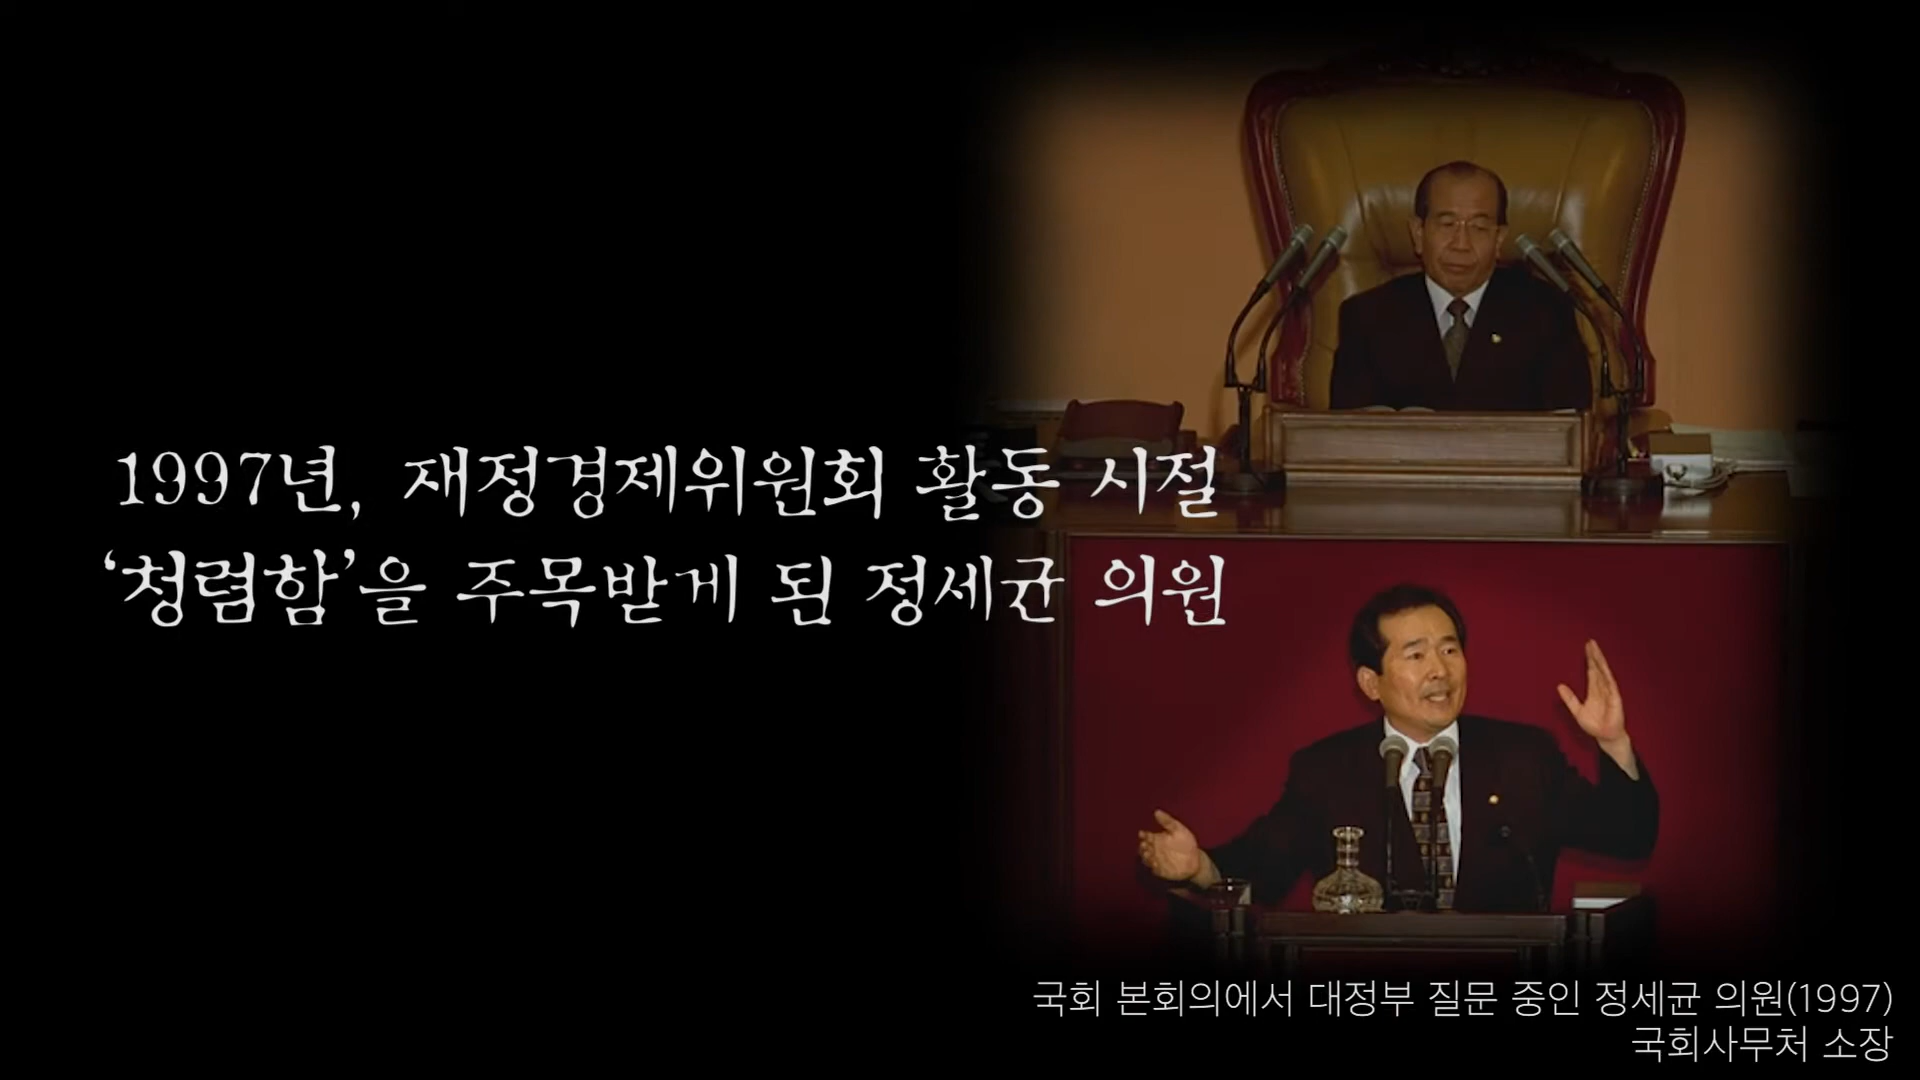 1997년, 재정경제위원회 활동 시절
‘청렴함’을 주목받게 된 정세균 의원
국회 본회의에서 대정부 질문 중인 정세균 의원(1997)
국회사무처 소장